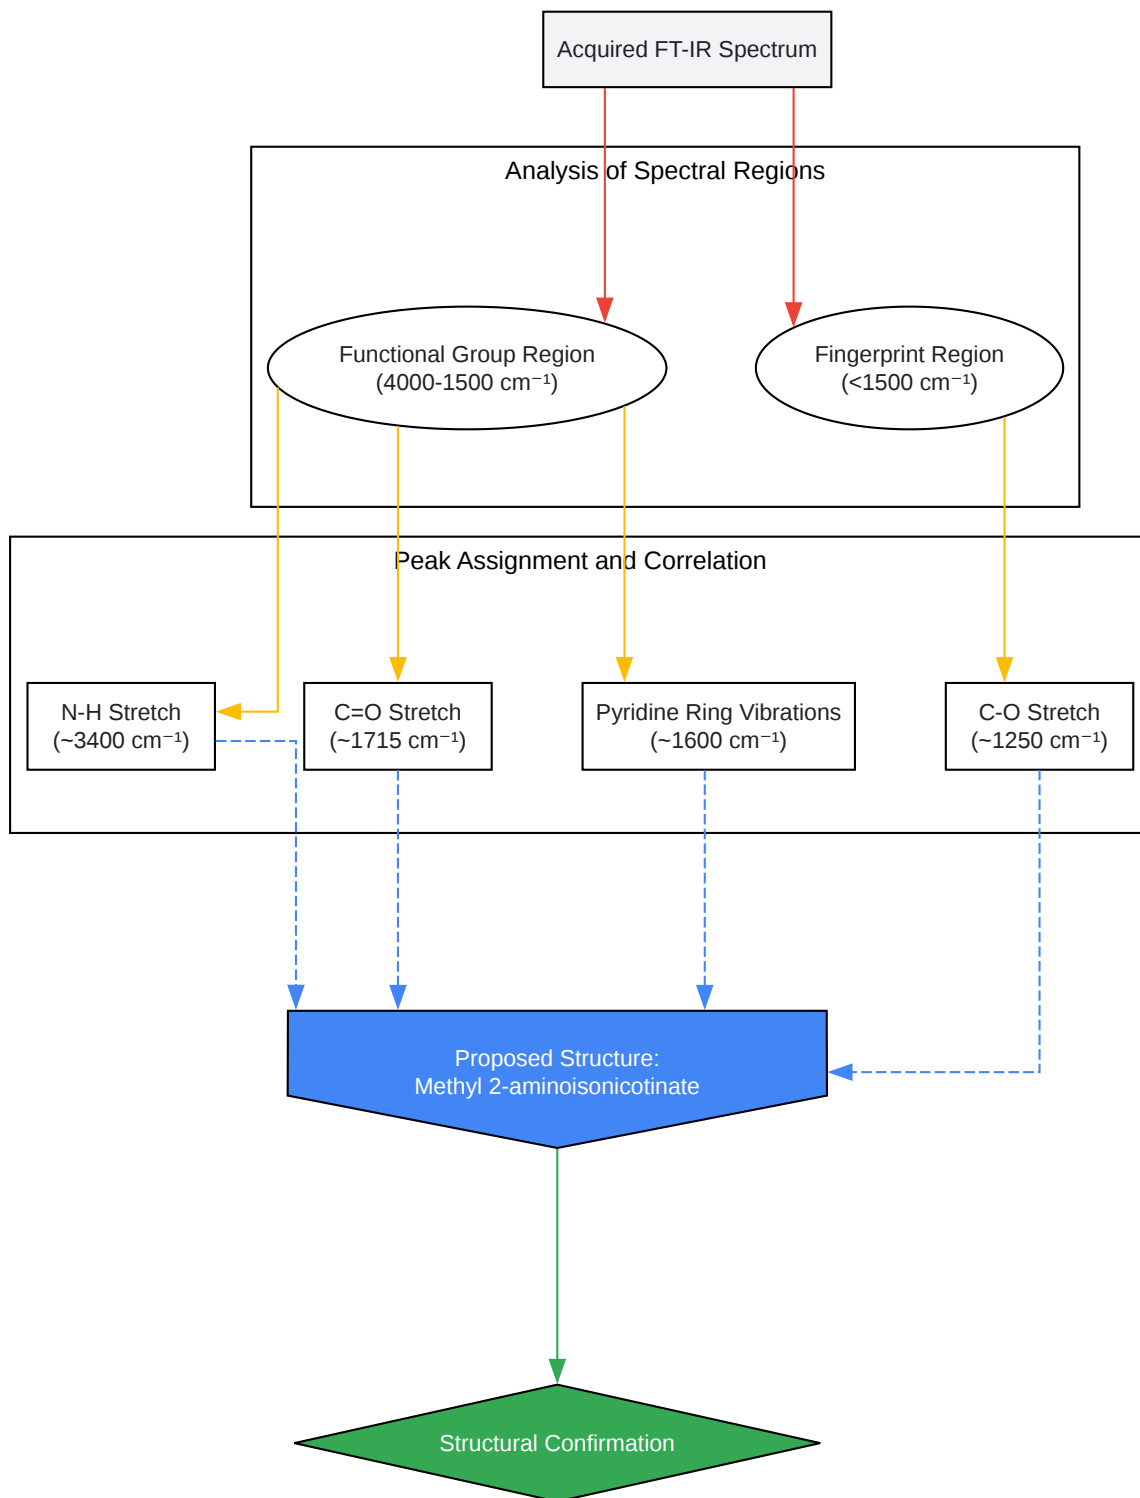 Acquired FT-IR Spectrum
Analysis of Spectral Regions
Functional Group Region
(4000-1500 cm⁻¹)
Fingerprint Region
(<1500 cm⁻¹)
Peak Assignment and Correlation
N-H Stretch
(~3400 cm⁻¹)
C=O Stretch
(~1715 cm⁻¹)
Pyridine Ring Vibrations
(~1600 cm⁻¹)
C-O Stretch
(~1250 cm⁻¹)
Proposed Structure:
Methyl 2-aminoisonicotinate
Structural Confirmation